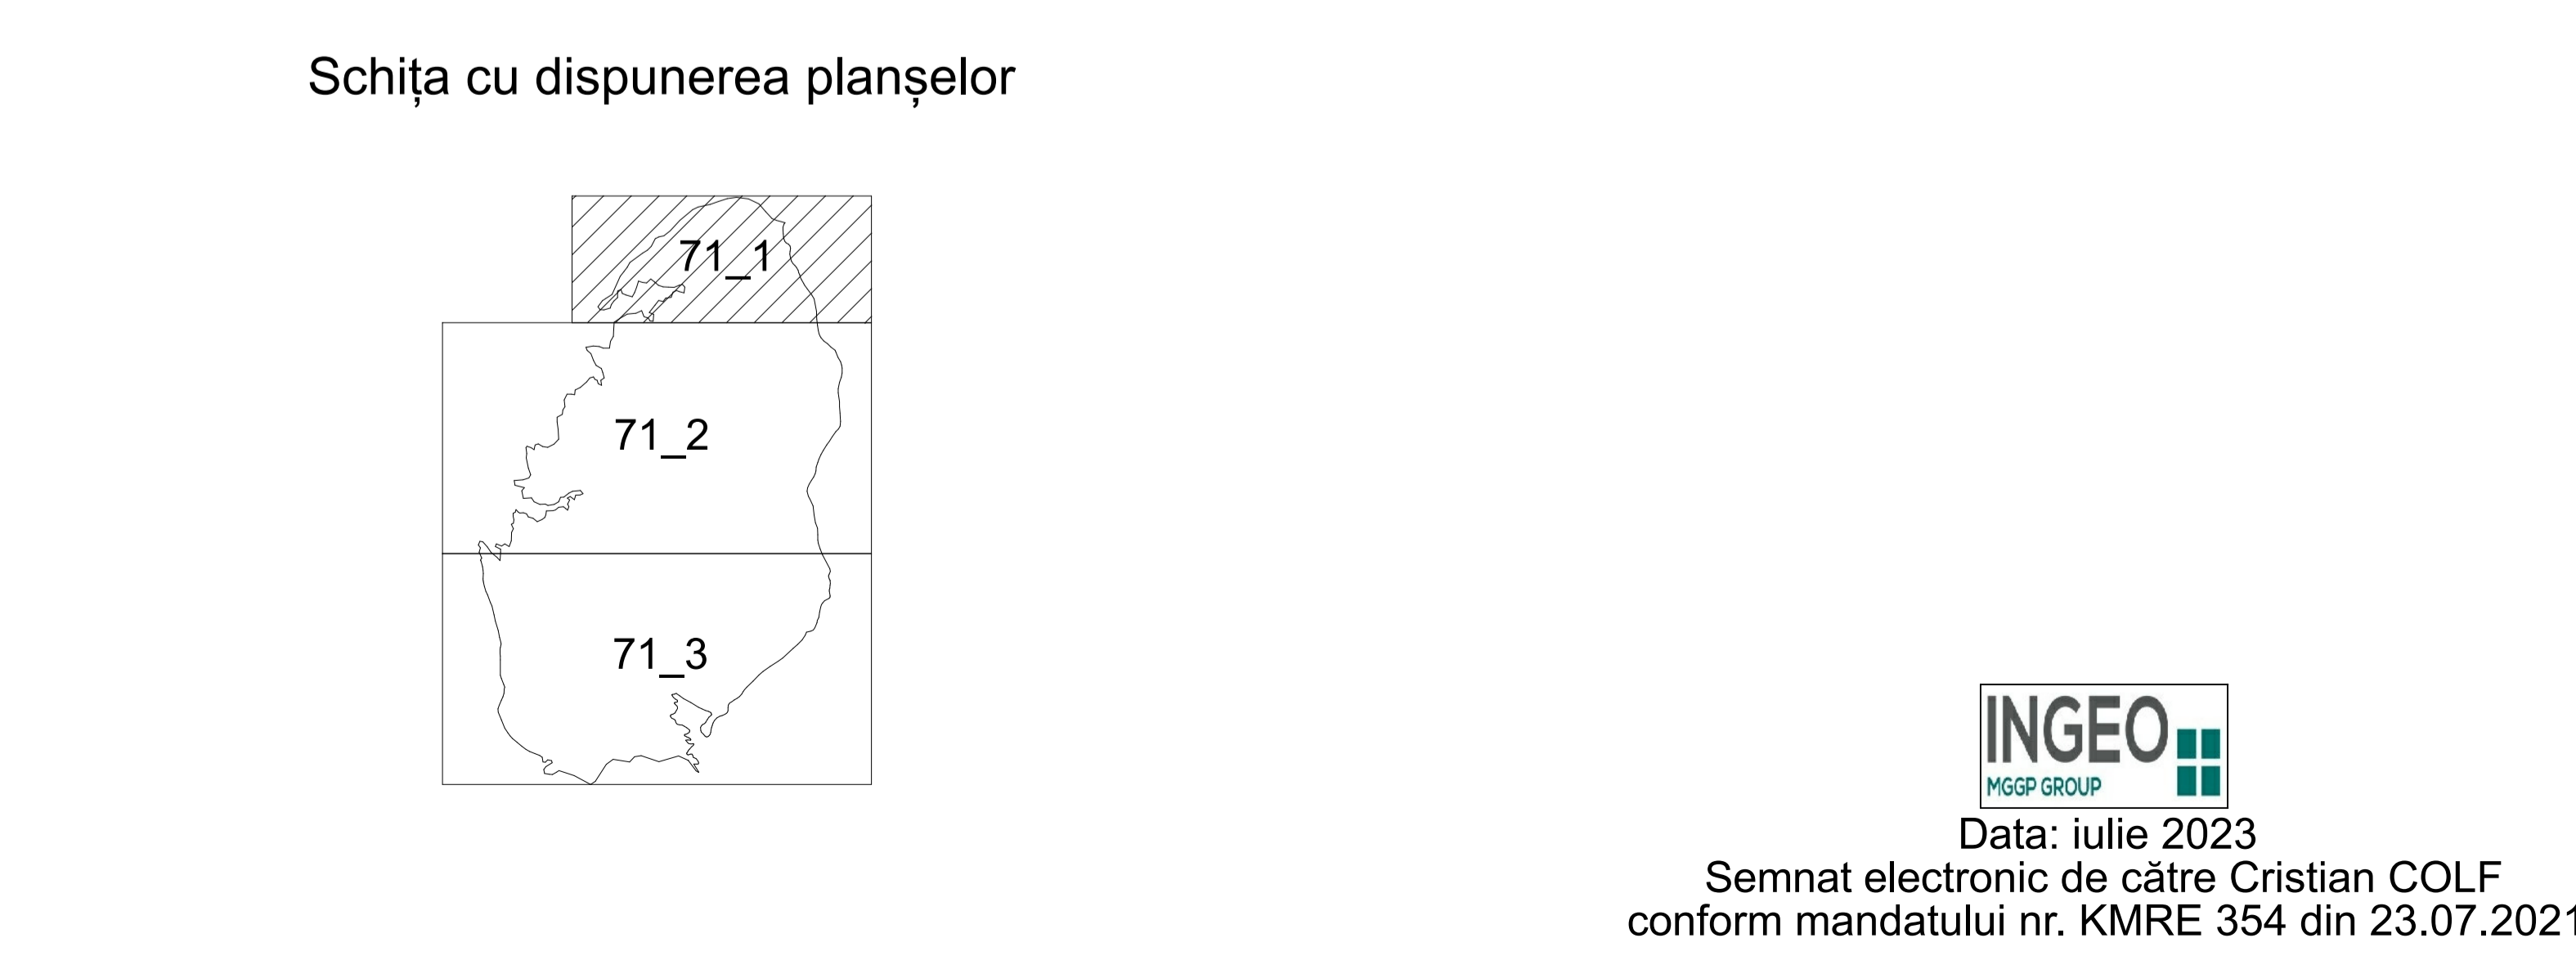 Schița cu dispunerea planșelor
71_1
71_2
71_3
INGEO
MGGP GROUP
Data: iulie 2023
Semnat electronic de către Cristian COLF
conform mandatului nr. KMRE 354 din 23.07.2021